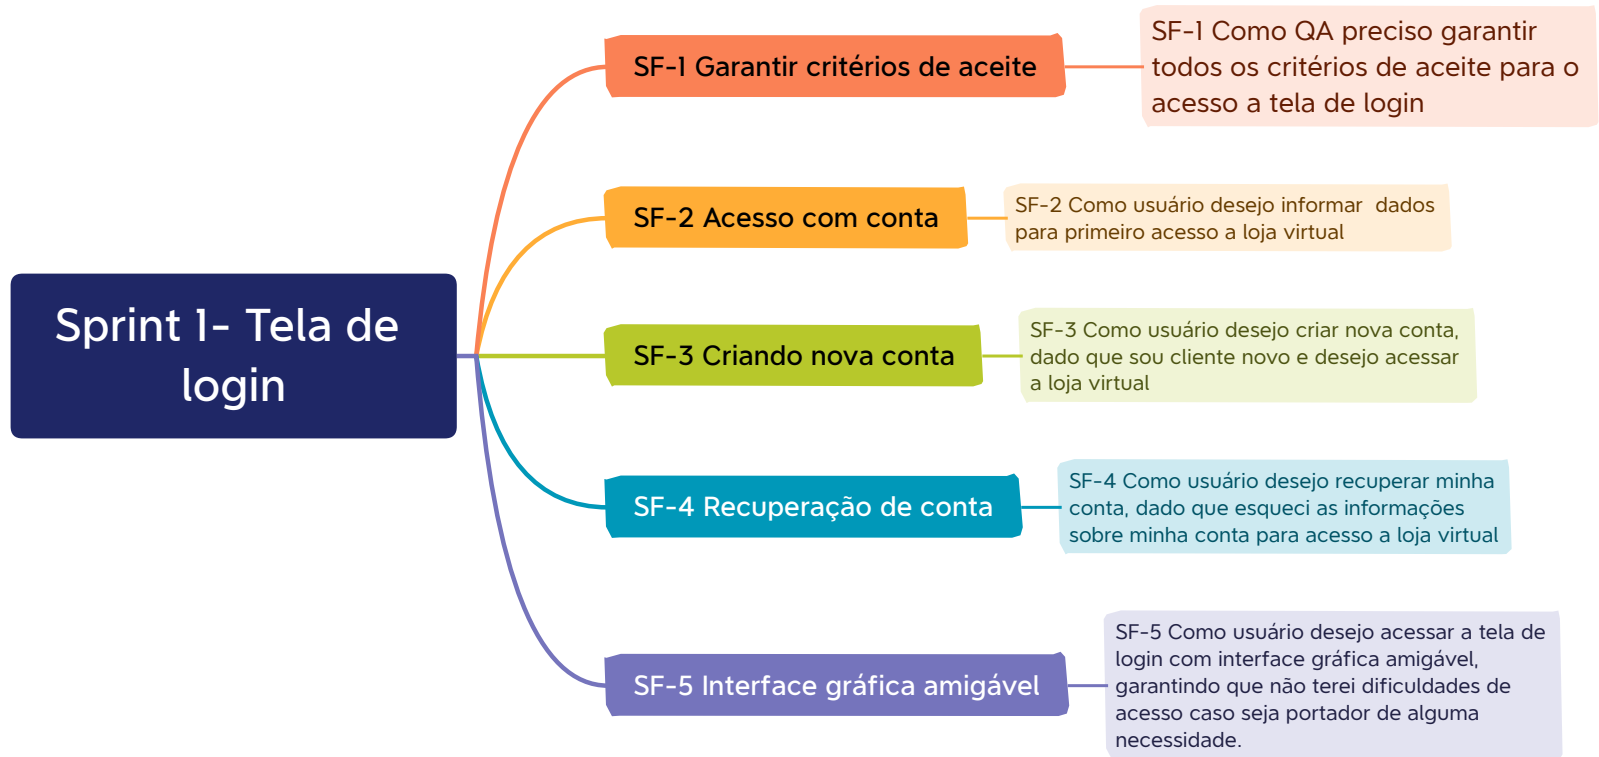 Sprint 1- Tela de
login
SF-1 Garantir critérios de aceite
SF-1 Como QA preciso garantir
todos os critérios de aceite para o
acesso a tela de login
SF-2 Acesso com conta
SF-2 Como usuário desejo informar  dados
para primeiro acesso a loja virtual
SF-3 Criando nova conta
SF-3 Como usuário desejo criar nova conta,
dado que sou cliente novo e desejo acessar
a loja virtual
SF-4 Recuperação de conta
SF-4 Como usuário desejo recuperar minha
conta, dado que esqueci as informações
sobre minha conta para acesso a loja virtual
SF-5 Interface gráfica amigável
SF-5 Como usuário desejo acessar a tela de
login com interface gráfica amigável,
garantindo que não terei dificuldades de
acesso caso seja portador de alguma
necessidade.